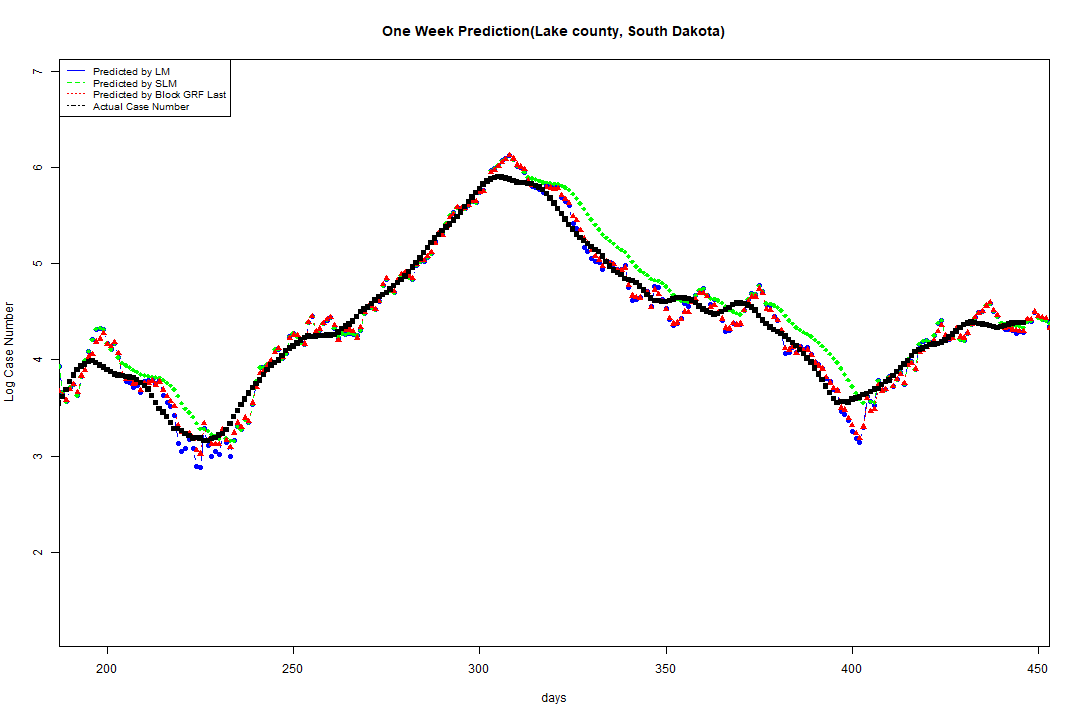 One Week Prediction(Lake county, South Dakota)
Predicted by LM
Predicted by SLM
Predicted by Block GRF Last
Actual Case Number
7
6
5
4
3
2
Log Case Number
200 250 300 350 400 450
days